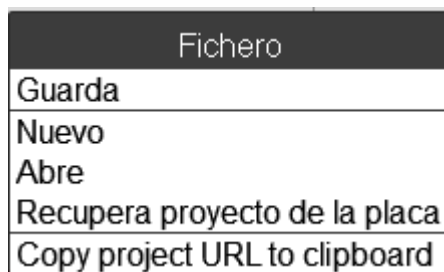 Fichero
Guarda
Nuevo
Abre
Recupera proyecto de la placa
Copy project URL to clipboard